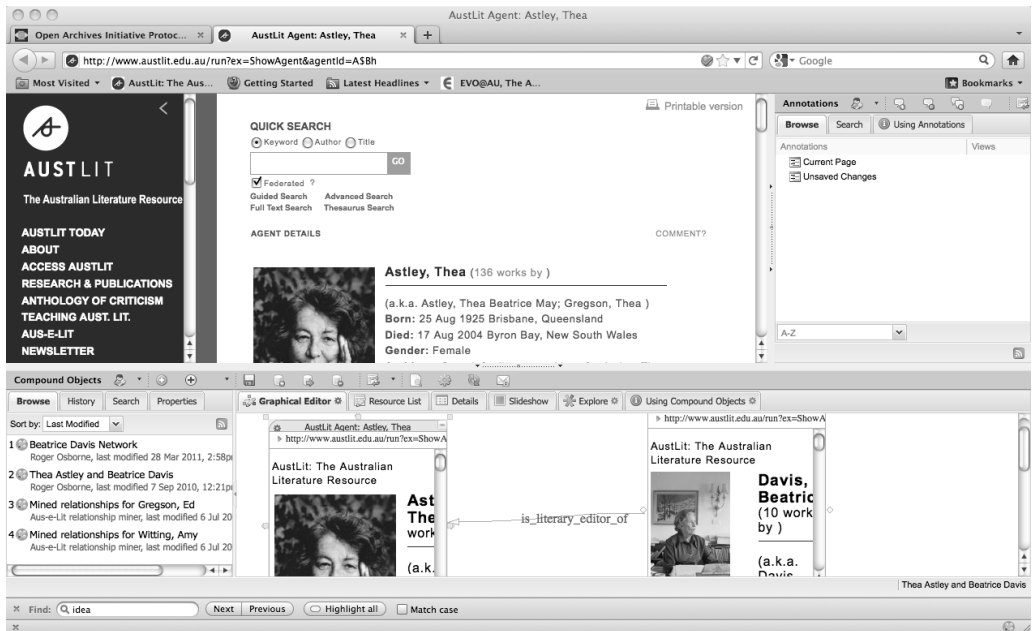 AustLit Agent: Astley, Thea
Open Archives Initiative Protoc... × AustLit Agent: Astley, Thea × +
http://www.austlit.edu.au/run?ex=ShowAgent&agentId=A$Bh Google
Most Visited AustLit: The Aus... Getting Started Latest Headlines EVO@AU, The A... Bookmarks
AUSTLIT
The Australian Literature Resource
AUSTLIT TODAY
ABOUT
ACCESS AUSTLIT
RESEARCH & PUBLICATIONS
ANTHOLOGY OF CRITICISM
TEACHING AUST. LIT.
AUS-E-LIT
NEWSLETTER
Printable version
QUICK SEARCH
Keyword Author Title
GO
Federated ?
Guided Search Advanced Search
Full Text Search Thesaurus Search
AGENT DETAILS COMMENT?
Astley, Thea (136 works by )
(a.k.a. Astley, Thea Beatrice May; Gregson, Thea )
Born: 25 Aug 1925 Brisbane, Queensland
Died: 17 Aug 2004 Byron Bay, New South Wales
Gender: Female
Annotations
Browse Search Using Annotations
Annotations Views
Current Page
Unsaved Changes
A-Z
Compound Objects
Browse History Search Properties
Sort by: Last Modified
1 Beatrice Davis Network
Roger Osborne, last modified 28 Mar 2011, 2:58p
2 Thea Astley and Beatrice Davis
Roger Osborne, last modified 7 Sep 2010, 12:21p
3 Mined relationships for Gregson, Ed
Aus-e-Lit relationship miner, last modified 6 Jul 20
4 Mined relationships for Witting, Amy
Aus-e-Lit relationship miner, last modified 6 Jul 20
Graphical Editor Resource List Details Slideshow Explore Using Compound Objects
AustLit Agent: Astley, Thea
http://www.austlit.edu.au/run?ex=ShowA
AustLit: The Australian
Literature Resource
Ast
The
work
(a.k.
is_literary_editor_of
http://www.austlit.edu.au/run?ex=ShowA
AustLit: The Australian
Literature Resource
Davis,
Beatric
(10 work
by )
(a.k.a.
Davis
Thea Astley and Beatrice Davis
× Find: idea Next Previous Highlight all Match case
×